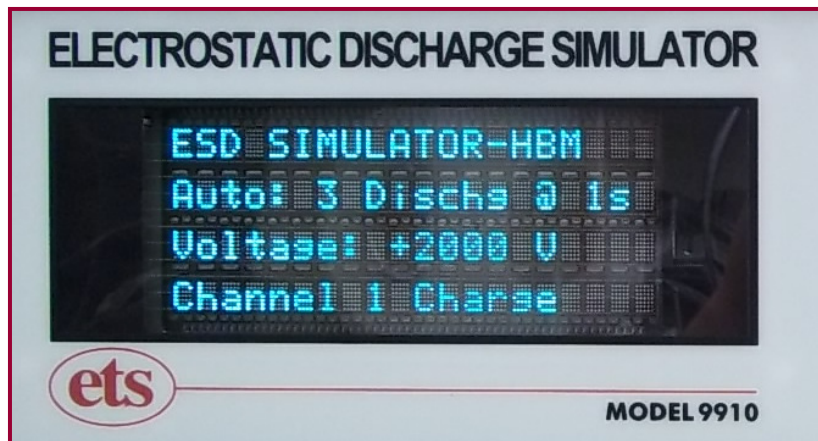 ELECTROSTATIC DISCHARGE SIMULATOR
ESD SIMULATOR-HBM
Auto: 3 Dischg @ 1s
Voltage: +2000 V
Channel 1 Charge
ets
MODEL 9910